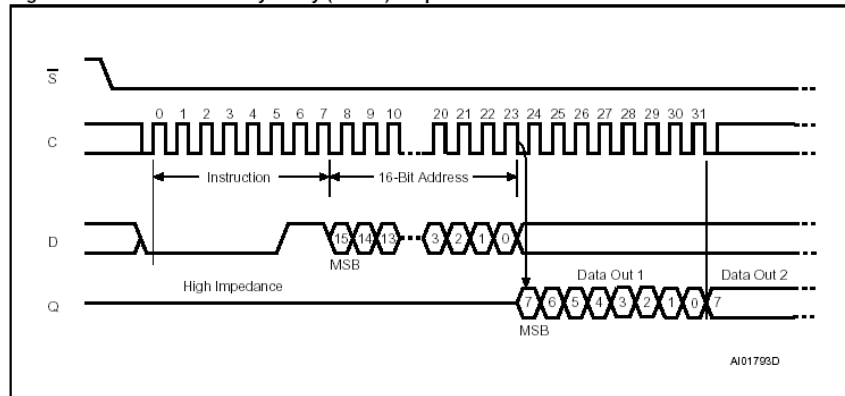 S
0 1 2 3 4 5 6 7 8 9 10 20 21 22 23 24 25 26 27 28 29 30 31
C
Instruction 16-Bit Address
D
15 14 13 3 2 1 0
MSB
High Impedance Data Out 1 Data Out 2
Q
7 6 5 4 3 2 1 0 7
MSB
AI01793D